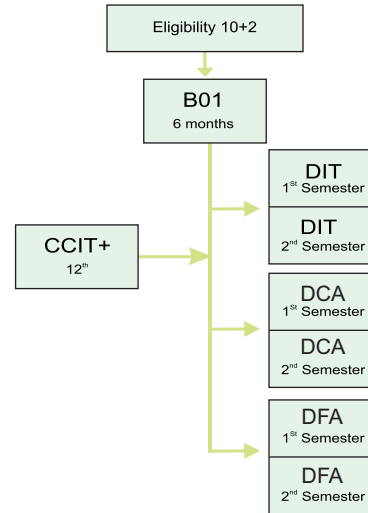 Eligibility 10+2
B01
6 months
DIT
1St Semester
DIT
2nd Semester
CCIT+
12th
DCA
1St Semester
DCA
2nd Semester
DFA
1St Semester
DFA
2nd Semester